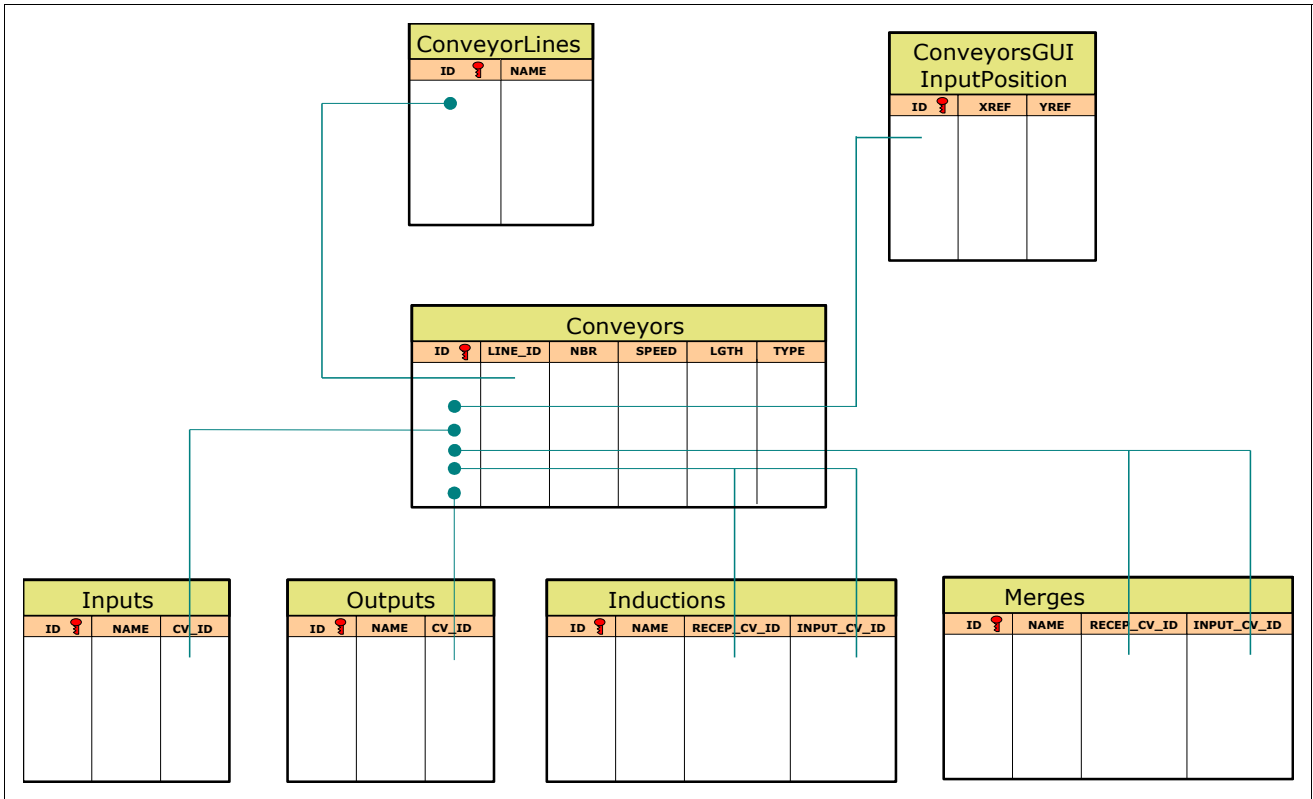 ConveyorLines
ID NAME
ConveyorsGUI
InputPosition
ID XREF YREF
Conveyors
ID LINE_ID NBR SPEED LGTH TYPE
Inputs
ID NAME CV_ID
Outputs
ID NAME CV_ID
Inductions
ID NAME RECEP_CV_ID INPUT_CV_ID
Merges
ID NAME RECEP_CV_ID INPUT_CV_ID